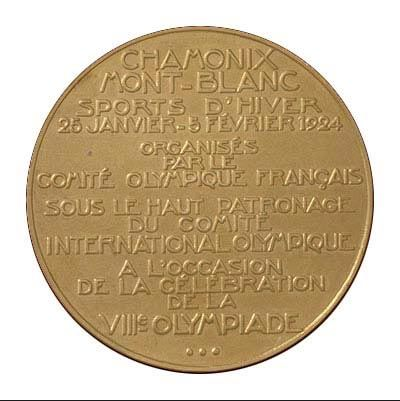 CHAMONIX
MONT-BLANC
SPORTS D'HIVER
25 JANVIER-5 FÉVRIER 1924
ORGANISÉS
PAR LE
COMITÉ OLYMPIQUE FRANÇAIS
SOUS LE HAUT PATRONAGE
DU COMITÉ
INTERNATIONAL OLYMPIQUE
A L'OCCASION
DE LA CÉLÉBRATION
DE LA
VIIIE OLYMPIADE